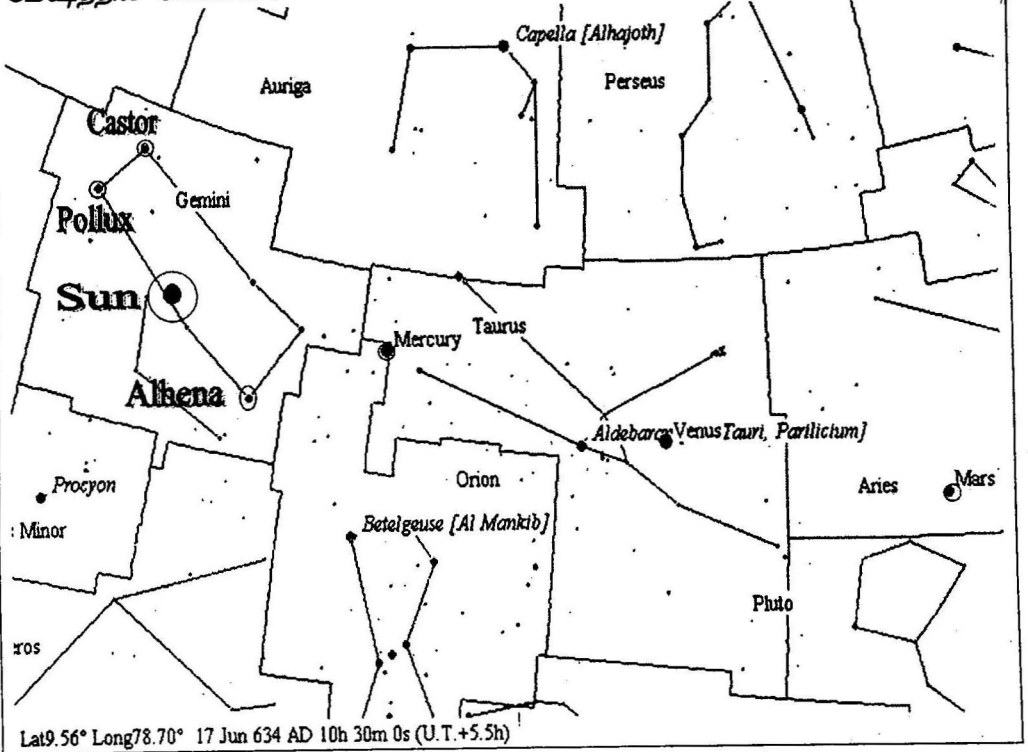 Capella [Alhajoth]
Auriga
Perseus
Castor
Gemini
Pollux
Sun
Taurus
Mercury
Alhena
Venus
Tauri, Parilicium]
Procyon
Orion
Aries
Mars
Minor
Betelgeuse [Al Mankib]
Pluto
ros
Lat9.56° Long78.70° 17 Jun 634 AD 10h 30m 0s (U.T.+5.5h)